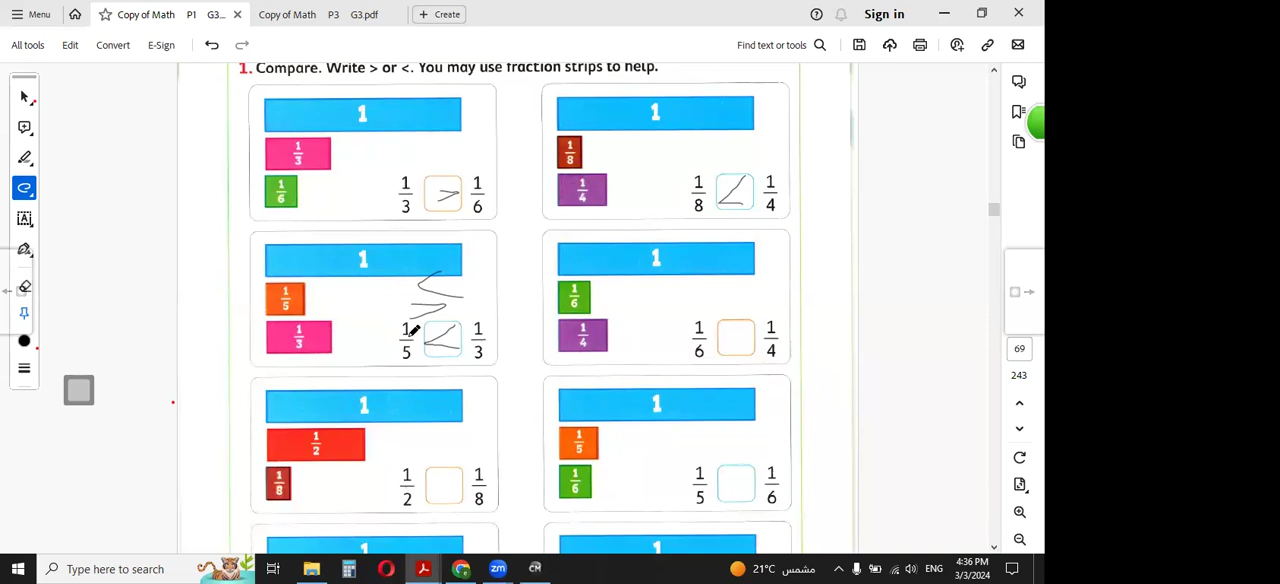 Menu Copy of Math P1 G3... Copy of Math P3 G3.pdf Create Sign in
All tools Edit Convert E-Sign Find text or tools
1. Compare. Write > or <. You may use fraction strips to help.
1 1
1/3 1/8
1/6 1/3 > 1/6 1/4 1/8 < 1/4
1 1
1/5 1/6
1/3 1/5 < 1/3 1/4 1/6 1/4
< >
1 1
1/2 1/5
1/8 1/2 1/8 1/6 1/5 1/6
1 1
69
243
Type here to search 21°C مشمس ENG 4:36 PM
3/3/2024
zm